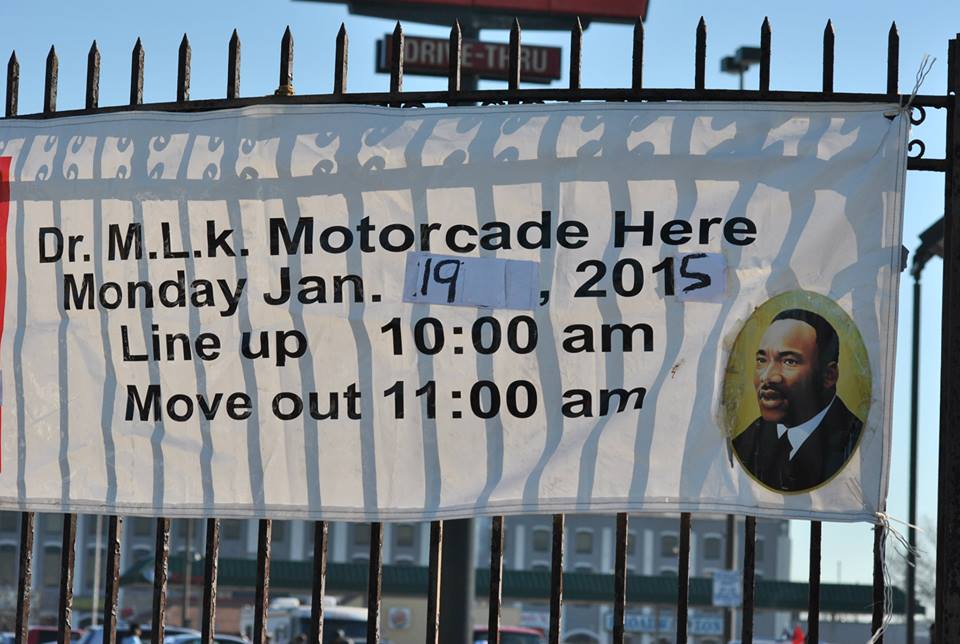 DRIVE-THRU
Dr. M.L.k. Motorcade Here
Monday Jan. 19, 2015
Line up 10:00 am
Move out 11:00 am